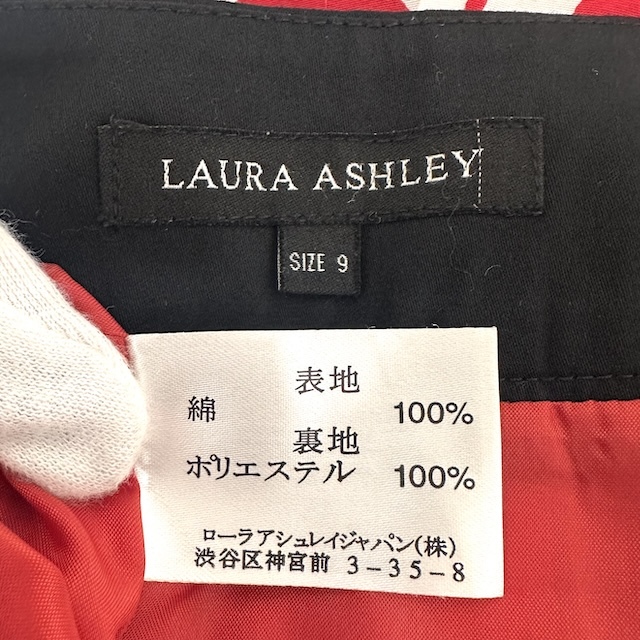 LAURA ASHLEY
SIZE 9
表地
綿 100%
裏地
ポリエステル 100%
ローラアシュレイジャパン(株)
渋谷区神宮前 3-35-8